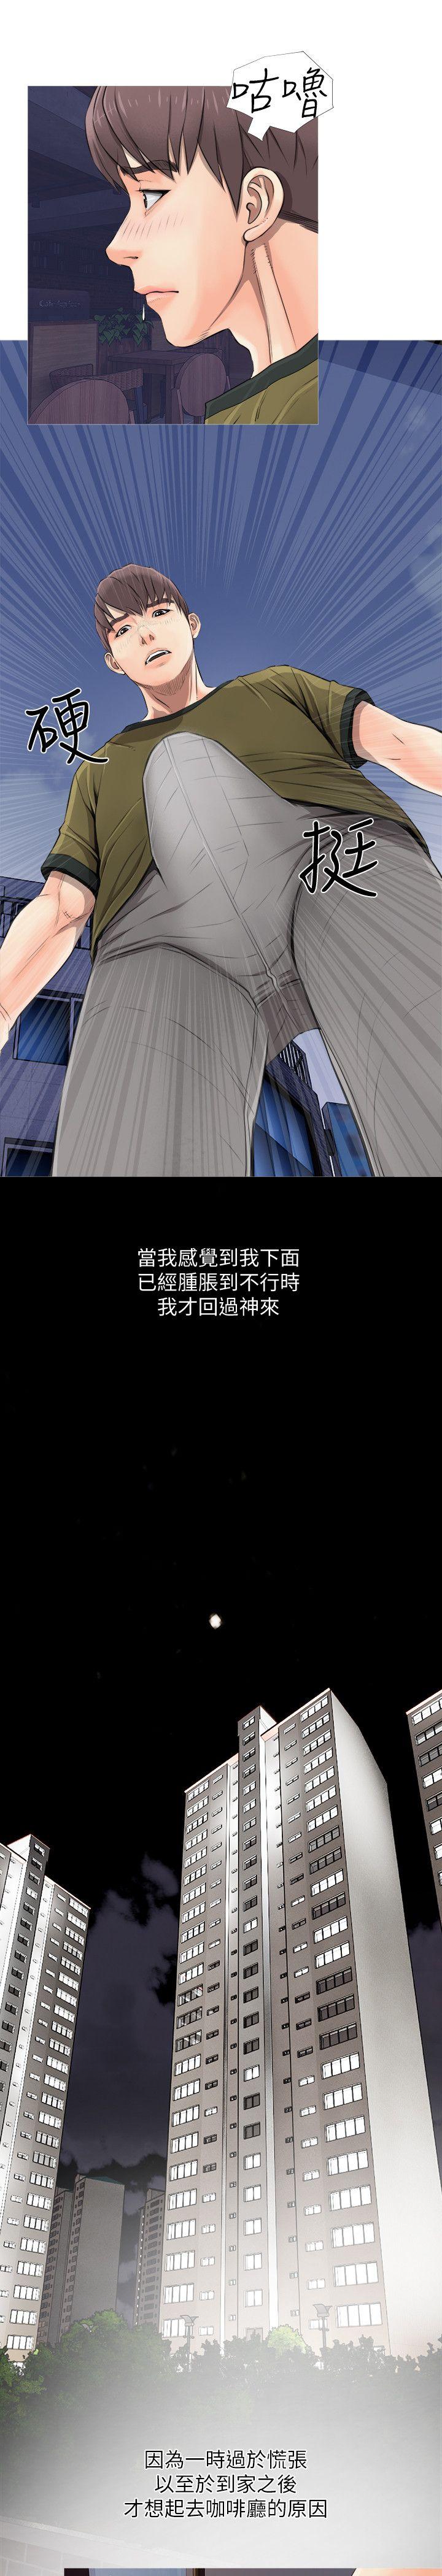 咕嚕
硬
挺
當我感覺到我下面
已經腫脹到不行時
我才回過神來
因為一時過於慌張
以至於到家之後
才想起去咖啡廳的原因